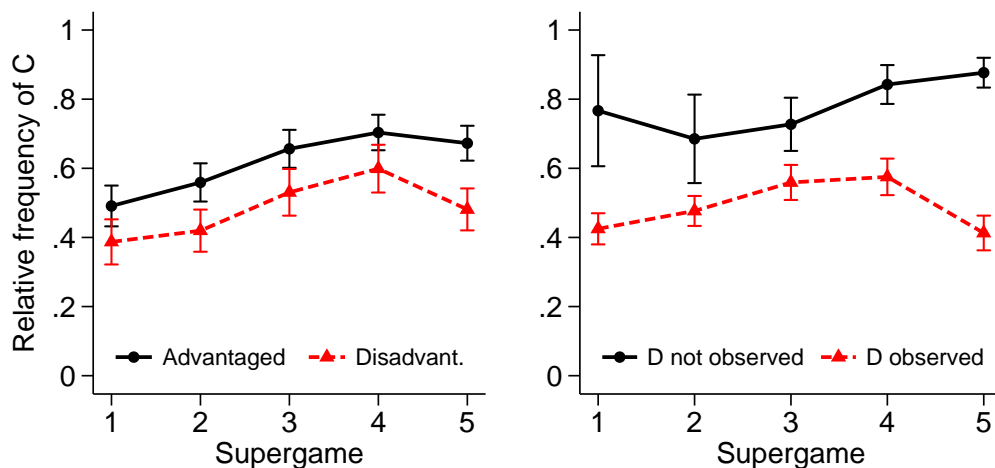 Relative frequency of C
1
.8
.6
.4
.2
0
Advantaged
Disadvant.
1 2 3 4 5
Supergame
1
.8
.6
.4
.2
0
D not observed
D observed
1 2 3 4 5
Supergame